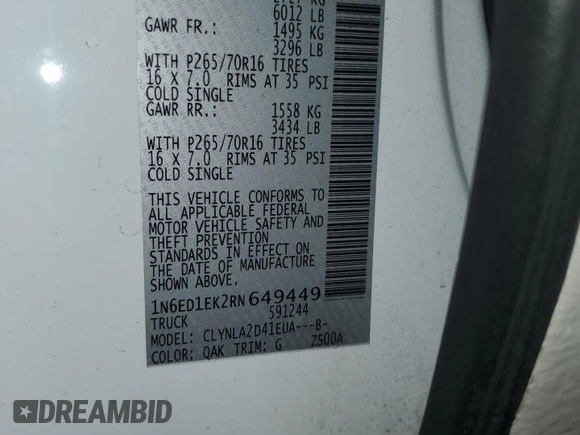 6012 LB
GAWR FR.: 1495 KG
3296 LB
WITH P265/70R16 TIRES
16 X 7.0 RIMS AT 35 PSI
COLD SINGLE
GAWR RR.: 1558 KG
3434 LB
WITH P265/70R16 TIRES
16 X 7.0 RIMS AT 35 PSI
COLD SINGLE
THIS VEHICLE CONFORMS TO
ALL APPLICABLE FEDERAL
MOTOR VEHICLE SAFETY AND
THEFT PREVENTION
STANDARDS IN EFFECT ON
THE DATE OF MANUFACTURE
SHOWN ABOVE.
1N6ED1EK2RN649449
TRUCK 591244
MODEL: CLYNLA2D41EUA---B-
COLOR: QAK TRIM: G ZS00A
DREAMBID